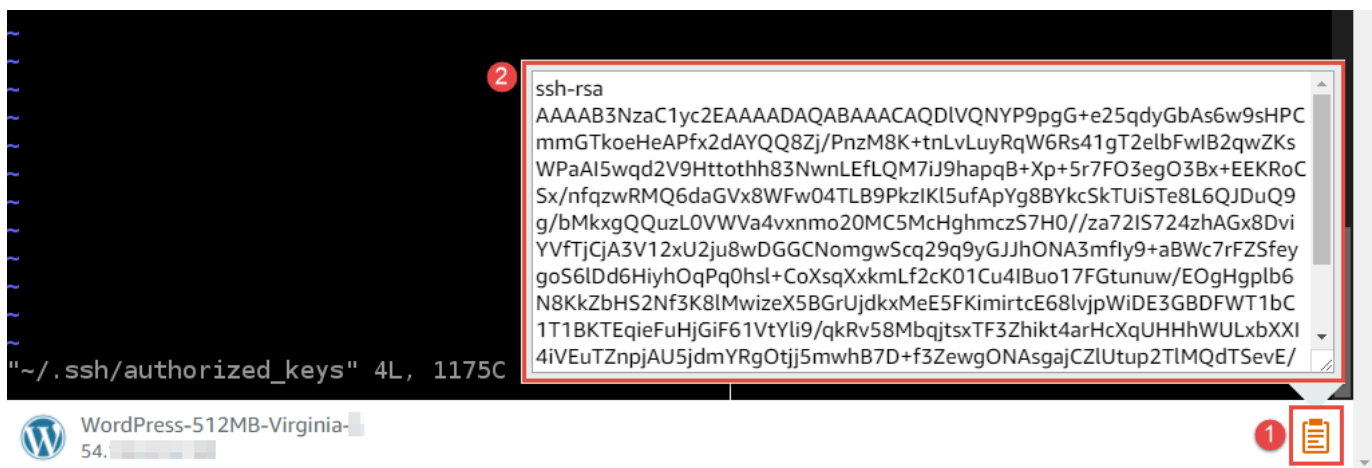 ~
~
~
~
~
~
~
~
~
~
~
~
2
ssh-rsa
AAAAB3NzaC1yc2EAAAADAQABAAACAQDlVQNYP9pgG+e25qdyGbAs6w9sHPC
mmGTkoeHeAPfx2dAYQQ8Zj/PnzM8K+tnLvLuyRqW6Rs41gT2elbFwIB2qwZKs
WPaAI5wqd2V9Httothh83NwnLEfLQM7iJ9hapqB+Xp+5r7FO3egO3Bx+EEKRoC
Sx/nfqzwRMQ6daGVx8WFw04TLB9PkzIKl5ufApYg8BYkcSkTUiSTe8L6QJDuQ9
g/bMkxgQQuzL0VWVa4vxnmo20MC5McHghmczS7H0//za72IS724zhAGx8Dvi
YVfTjCjA3V12xU2ju8wDGGCNomgwScq29q9yGJJhONA3mfIy9+aBWc7rFZSfey
goS6lDd6HiyhOqPq0hsl+CoXsqXxkmLf2cK01Cu4IBuo17FGtunuw/EOgHgplb6
N8KkZbHS2Nf3K8lMwizeX5BGrUjdkxMeE5FKimirtcE68lvjpWiDE3GBDFWT1bC
1T1BKTEqieFuHjGiF61VtYli9/qkRv58MbqjtsxTF3Zhikt4arHcXqUHHhWULxbXXI
4iVEuTZnpjAU5jdmYRgOtjj5mwhB7D+f3ZewgONAsgajCZlUtup2TlMQdTSevE/
"~/.ssh/authorized_keys" 4L, 1175C
WordPress-512MB-Virginia-
54.
1